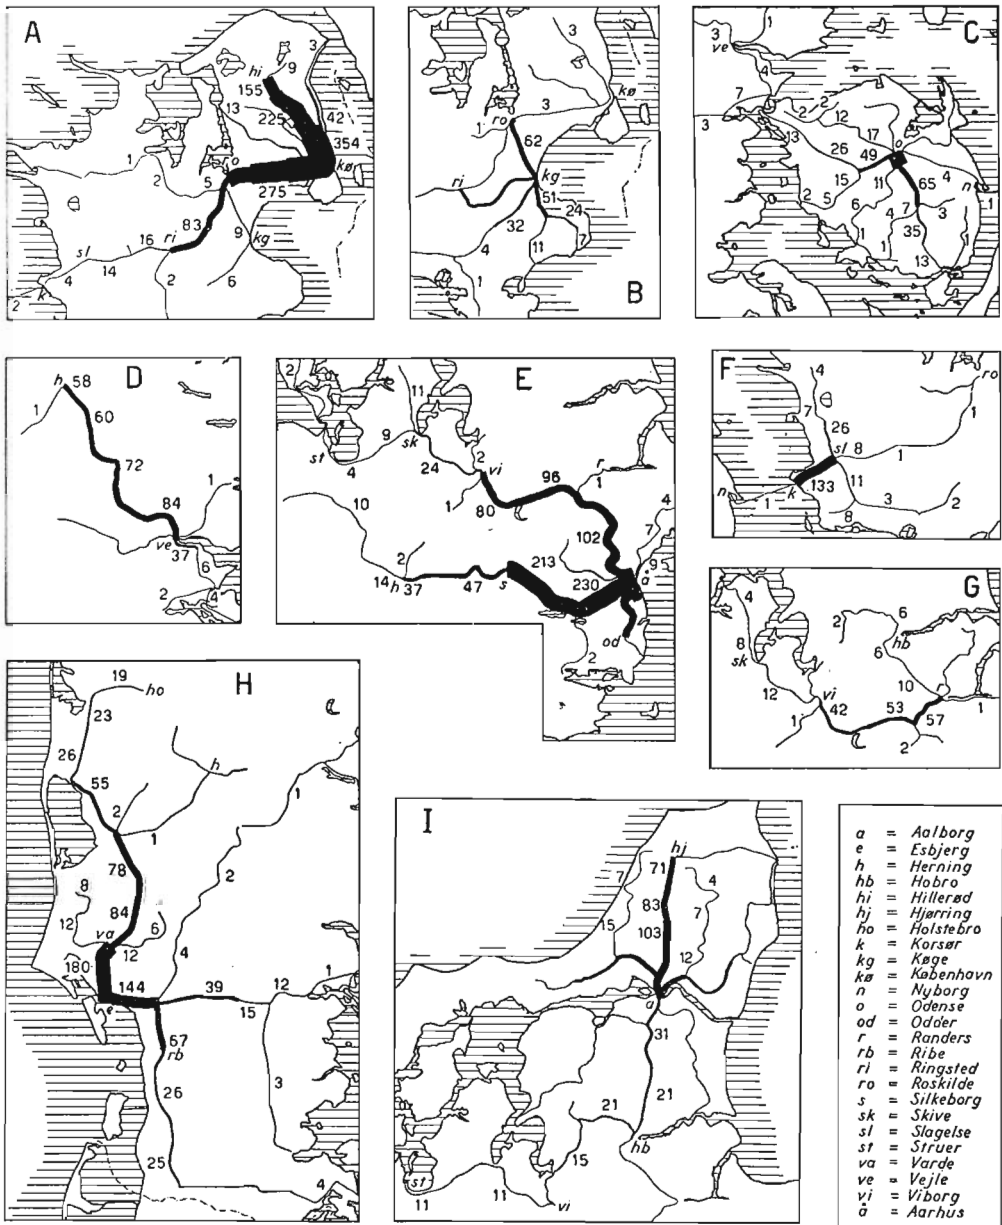 A
3
hi
9
155
13
225
42
354
1
o
kø
2
5
275
83
9
sl
16
ri
kg
4
14
2
6
k
2
B
3
kø
3
ro
1
62
ri
kg
51
24
32
4
11
7
1
C
1
3
ve
4
7
2
2
12
3
13
17
o
26
49
4
15
11
65
n
5
7
1
2
6
4
3
35
1
1
1
13
D
h
58
1
60
72
84
1
ve
37
6
2
4
E
2
11
9
sk
st
4
24
2
vi
96
r
10
1
80
1
4
7
102
2
213
9
å
14
h
37
47
s
230
od
2
F
4
ro
7
1
26
sl
8
1
133
11
n
1
k
3
2
8
G
4
6
2
hb
8
sk
6
12
vi
10
42
53
57
1
1
2
H
19
ho
23
26
h
55
1
2
1
78
2
8
84
12
6
va
12
4
180
144
39
12
1
e
15
67
rb
3
26
25
4
I
hj
71
7
4
83
7
15
103
12
a
31
21
21
hb
15
st
11
11
vi
a = Aalborg
e = Esbjerg
h = Herning
hb = Hobro
hi = Hillerød
hj = Hjørring
ho = Holstebro
k = Korsør
kg = Køge
kø = København
n = Nyborg
o = Odense
od = Odder
r = Randers
rb = Ribe
ri = Ringsted
ro = Roskilde
s = Silkeborg
sk = Skive
sl = Slagelse
st = Struer
va = Varde
ve = Vejle
vi = Viborg
å = Aarhus